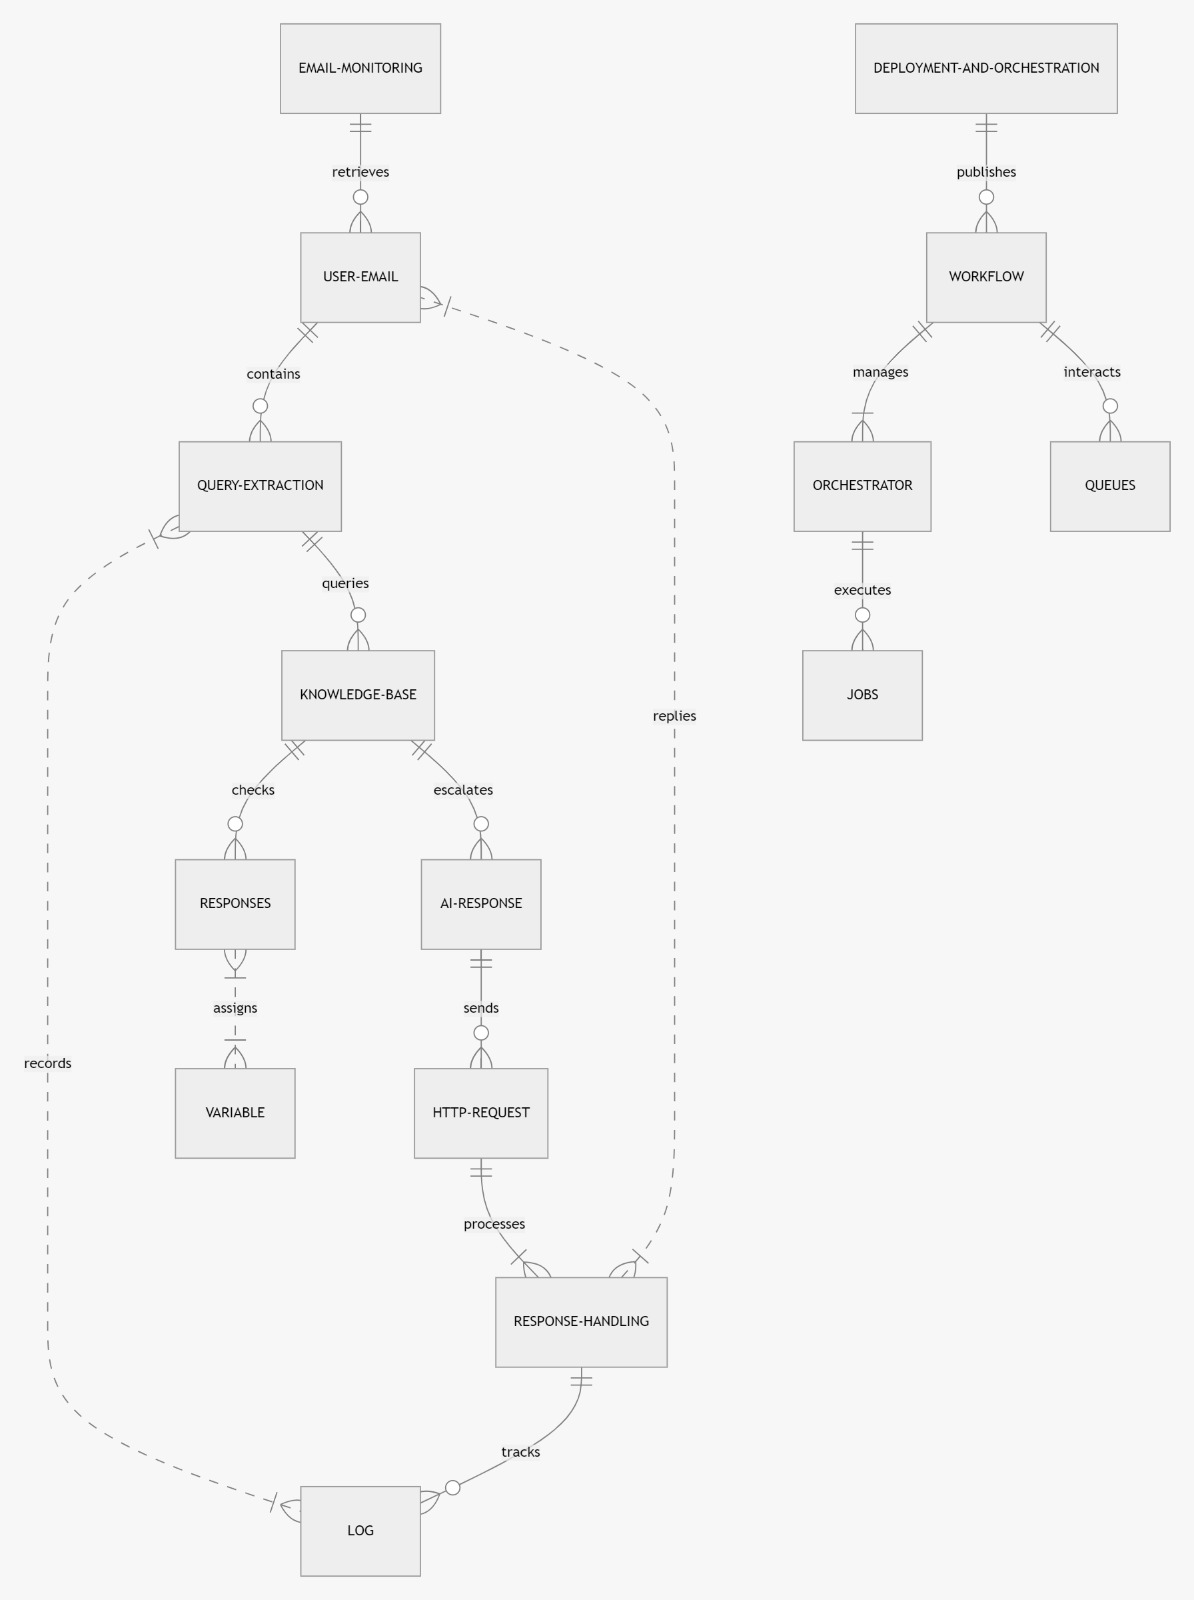 EMAIL-MONITORING
DEPLOYMENT-AND-ORCHESTRATION
retrieves
publishes
USER-EMAIL
WORKFLOW
contains
manages
interacts
QUERY-EXTRACTION
ORCHESTRATOR
QUEUES
queries
executes
KNOWLEDGE-BASE
JOBS
replies
checks
escalates
RESPONSES
AI-RESPONSE
assigns
sends
records
VARIABLE
HTTP-REQUEST
processes
RESPONSE-HANDLING
tracks
LOG